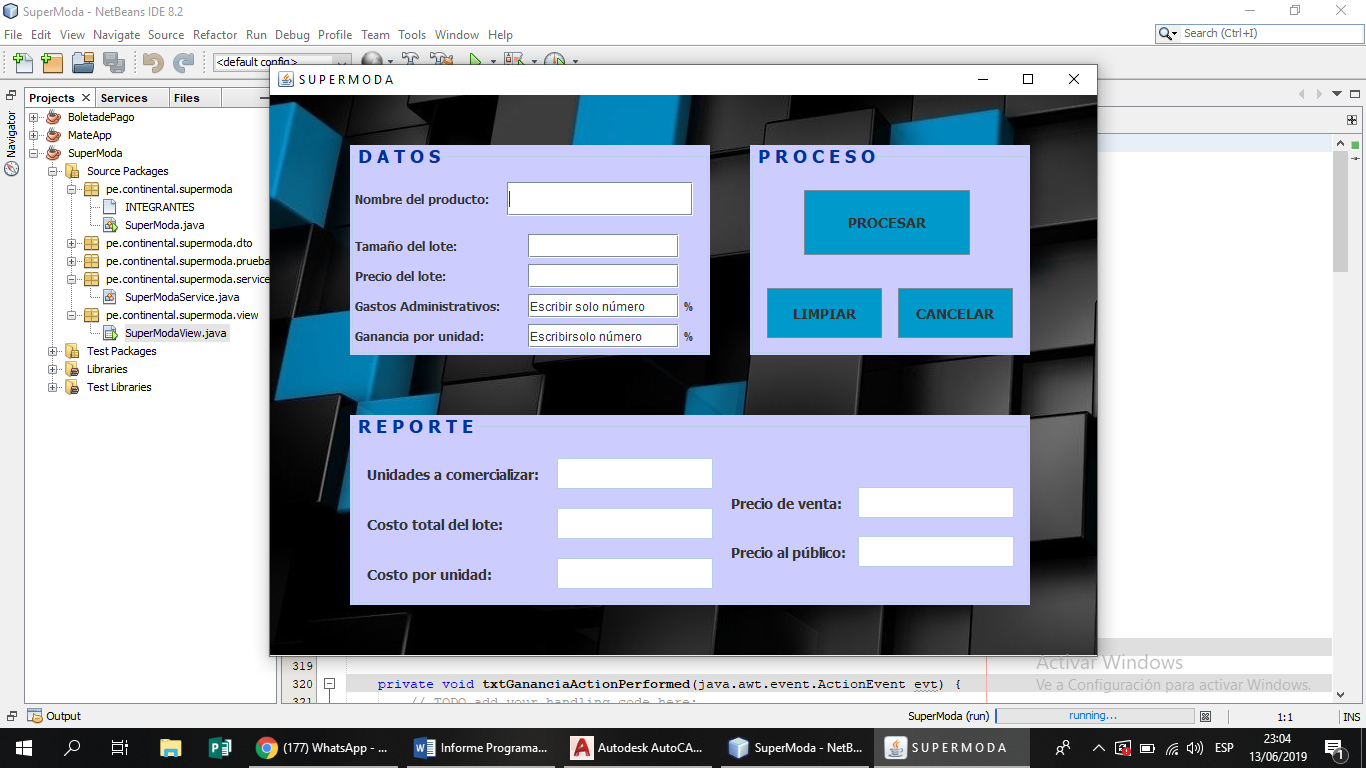 SuperModa - NetBeans IDE 8.2
File Edit View Navigate Source Refactor Run Debug Profile Team Tools Window Help
Search (Ctrl+I)
<default config>
S U P E R M O D A
Projects Services Files
Navigator
BoletadePago
MateApp
SuperModa
Source Packages
pe.continental.supermoda
INTEGRANTES
SuperModa.java
pe.continental.supermoda.dto
pe.continental.supermoda.prueba
pe.continental.supermoda.service
SuperModaService.java
pe.continental.supermoda.view
SuperModaView.java
Test Packages
Libraries
Test Libraries
D A T O S
Nombre del producto:
Tamaño del lote:
Precio del lote:
Gastos Administrativos: Escribir solo número %
Ganancia por unidad: Escribirsolo número %
P R O C E S O
PROCESAR
LIMPIAR CANCELAR
R E P O R T E
Unidades a comercializar:
Costo total del lote:
Costo por unidad:
Precio de venta:
Precio al público:
Activar Windows
Ve a Configuración para activar Windows.
319
320 private void txtGananciaActionPerformed(java.awt.event.ActionEvent evt) {
321 // TODO add your handling code here:
Output SuperModa (run) running... 1:1 INS
(177) WhatsApp - ... Informe Programa... Autodesk AutoCA... SuperModa - NetB... S U P E R M O D A ESP 23:04
13/06/2019 1